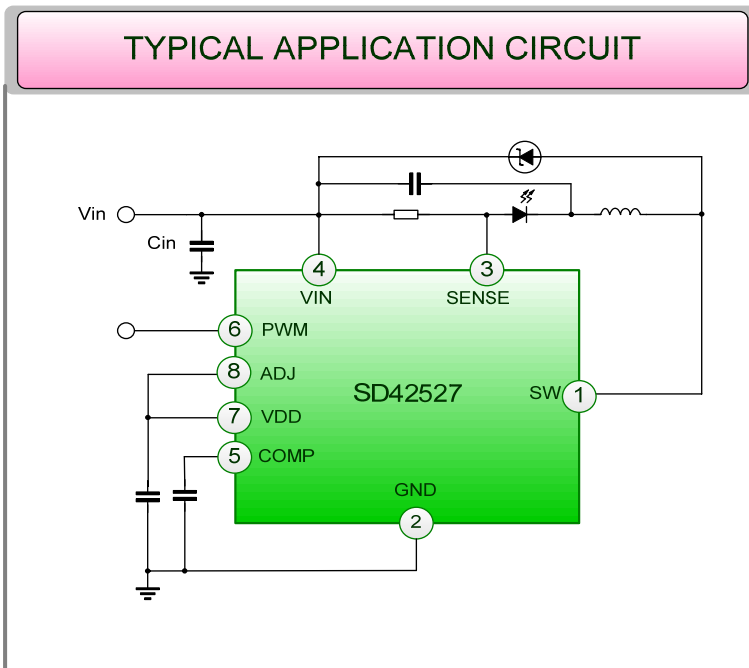 TYPICAL APPLICATION CIRCUIT
Vin
Cin
4
3
VIN
SENSE
6 PWM
8 ADJ
SD42527
SW 1
7 VDD
5 COMP
GND
2